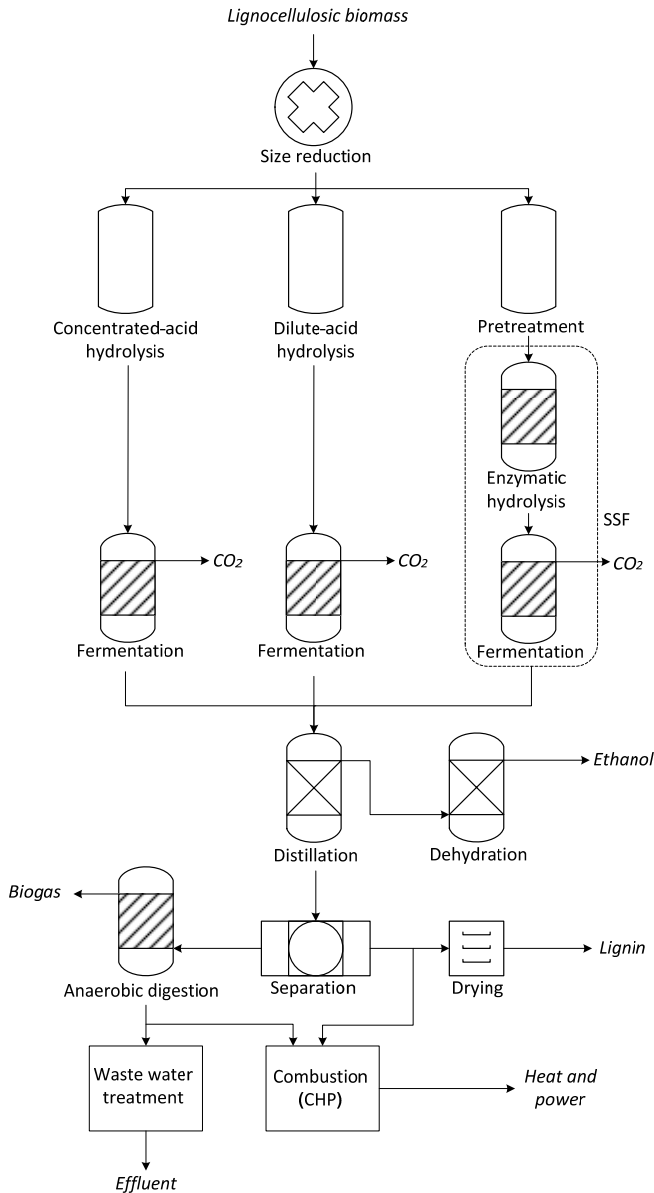 Lignocellulosic biomass
Size reduction
Concentrated-acid
hydrolysis
Dilute-acid
hydrolysis
Pretreatment
Enzymatic
hydrolysis
SSF
CO₂
CO₂
CO₂
Fermentation
Fermentation
Fermentation
Ethanol
Distillation
Dehydration
Biogas
Lignin
Anaerobic digestion
Separation
Drying
Waste water
treatment
Combustion
(CHP)
Heat and
power
Effluent